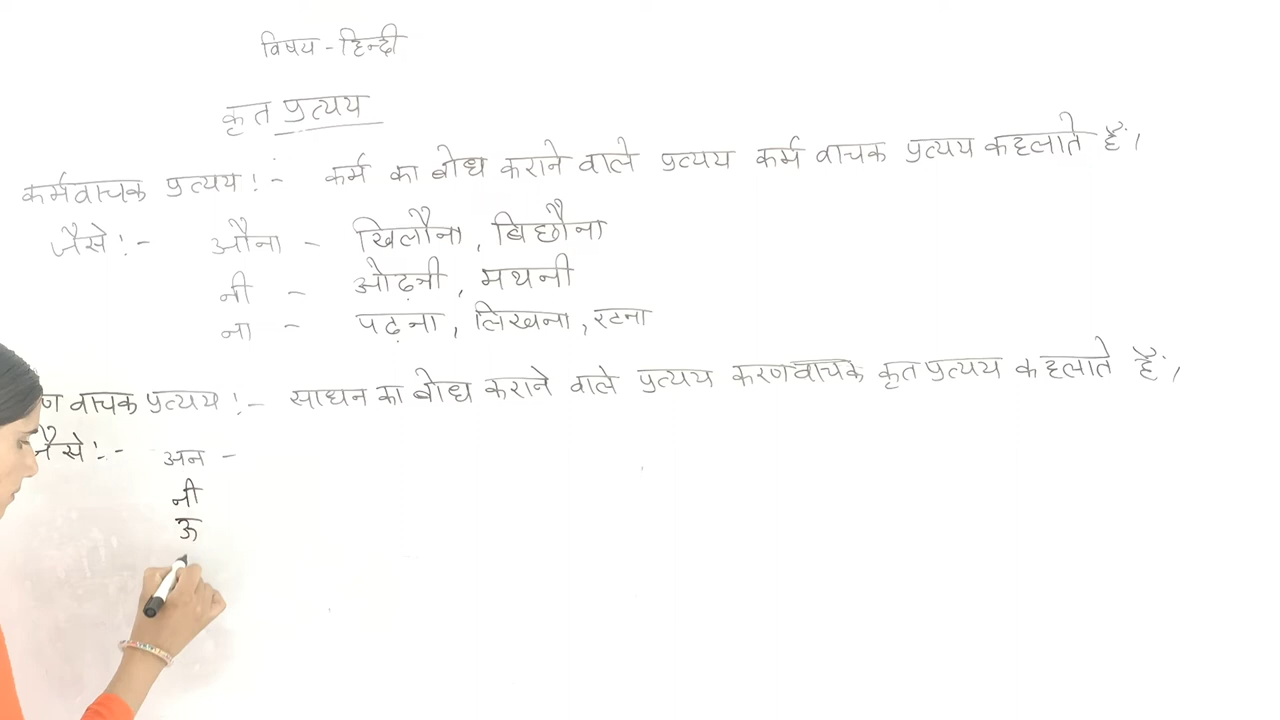 विषय - हिन्दी
कृत प्रत्यय
कर्मवाचक प्रत्यय :- कर्म का बोध कराने वाले प्रत्यय कर्म वाचक प्रत्यय कहलाते हैं।
जैसे :- औना - खिलौना, बिछौना
नी - ओढ़नी, मथनी
ना - पढ़ना, लिखना, रटना
ण वाचक प्रत्यय :- साधन का बोध कराने वाले प्रत्यय करणवाचक कृत प्रत्यय कहलाते हैं।
जैसे :- अन -
नी
ऊ